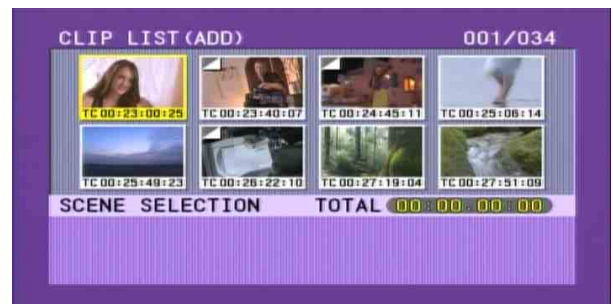 CLIP LIST(ADD) 001/034
TC 00:23:00:25 TC 00:23:40:07 TC 00:24:45:11 TC 00:25:06:14
TC 00:25:49:23 TC 00:26:22:10 TC 00:27:19:04 TC 00:27:51:09
SCENE SELECTION TOTAL 00:00.00:00